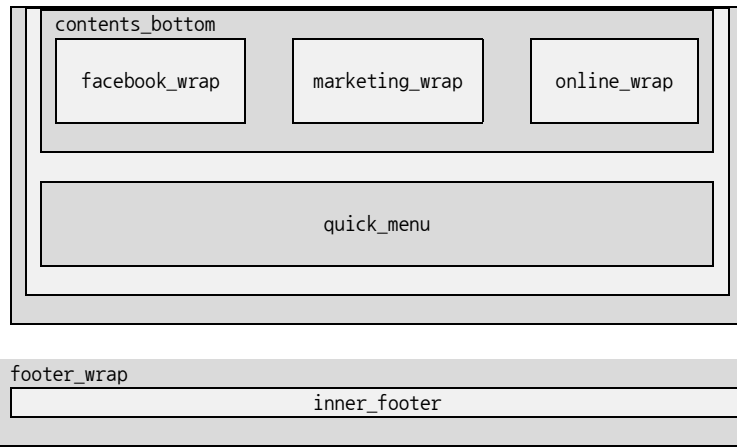 contents_bottom
facebook_wrap marketing_wrap online_wrap
quick_menu
footer_wrap
inner_footer